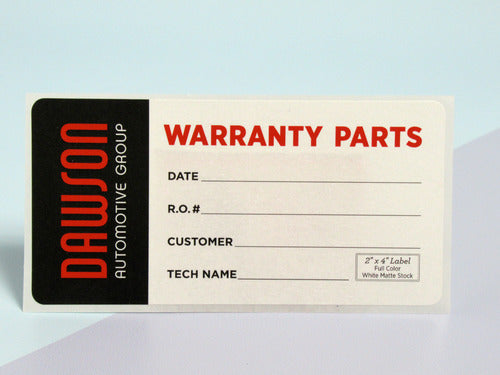 DAWSON
AUTOMOTIVE GROUP
WARRANTY PARTS
DATE
R.O. #
CUSTOMER
TECH NAME
2" x 4" Label
Full Color
White Matte Stock